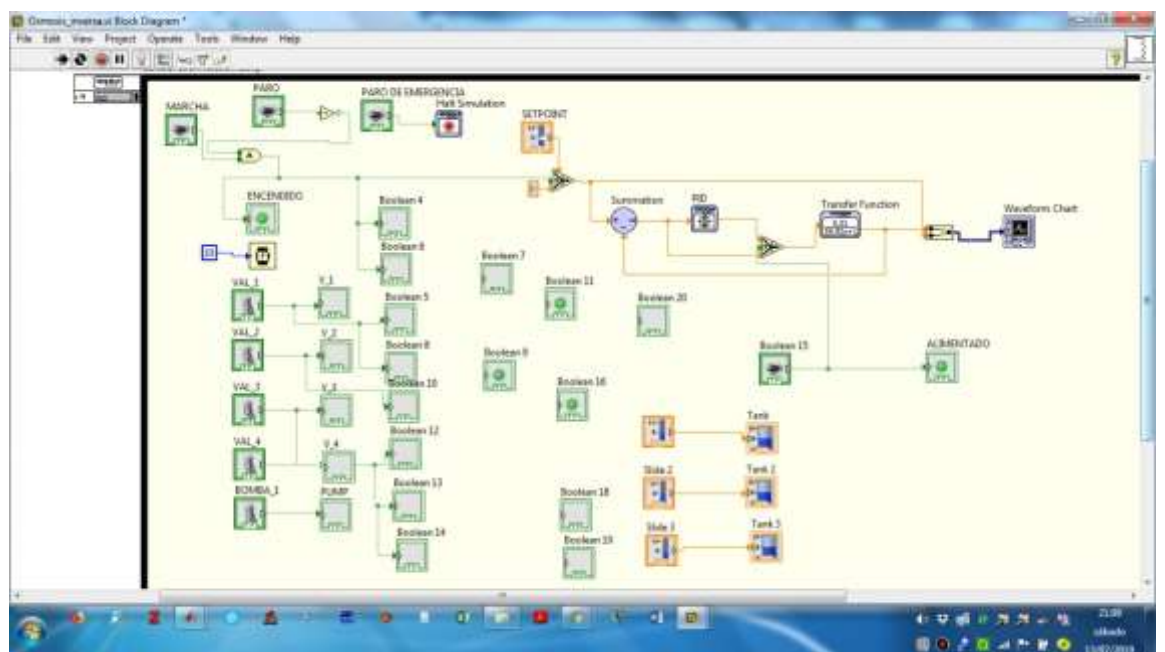 Osmosis_inversa.vi Block Diagram *
File Edit View Project Operate Tools Window Help
PARO
PARO DE EMERGENCIA
MARCHA
Halt Simulation
SETPOINT
ENCENDIDO
Boolean 4
Summation
PID
Transfer Function
Waveform Chart
Boolean 6
Boolean 7
VAL_1
V_1
Boolean 5
Boolean 11
Boolean 20
VAL_2
V_2
Boolean 8
Boolean 9
Boolean 15
ALIMENTADO
VAL_3
V_3
Boolean 10
Boolean 16
Tank
VAL_4
V_4
Boolean 12
BOMBA_1
PUMP
Boolean 13
Boolean 18
Slide 2
Tank 2
Boolean 14
Boolean 19
Slide 3
Tank 3
sábado